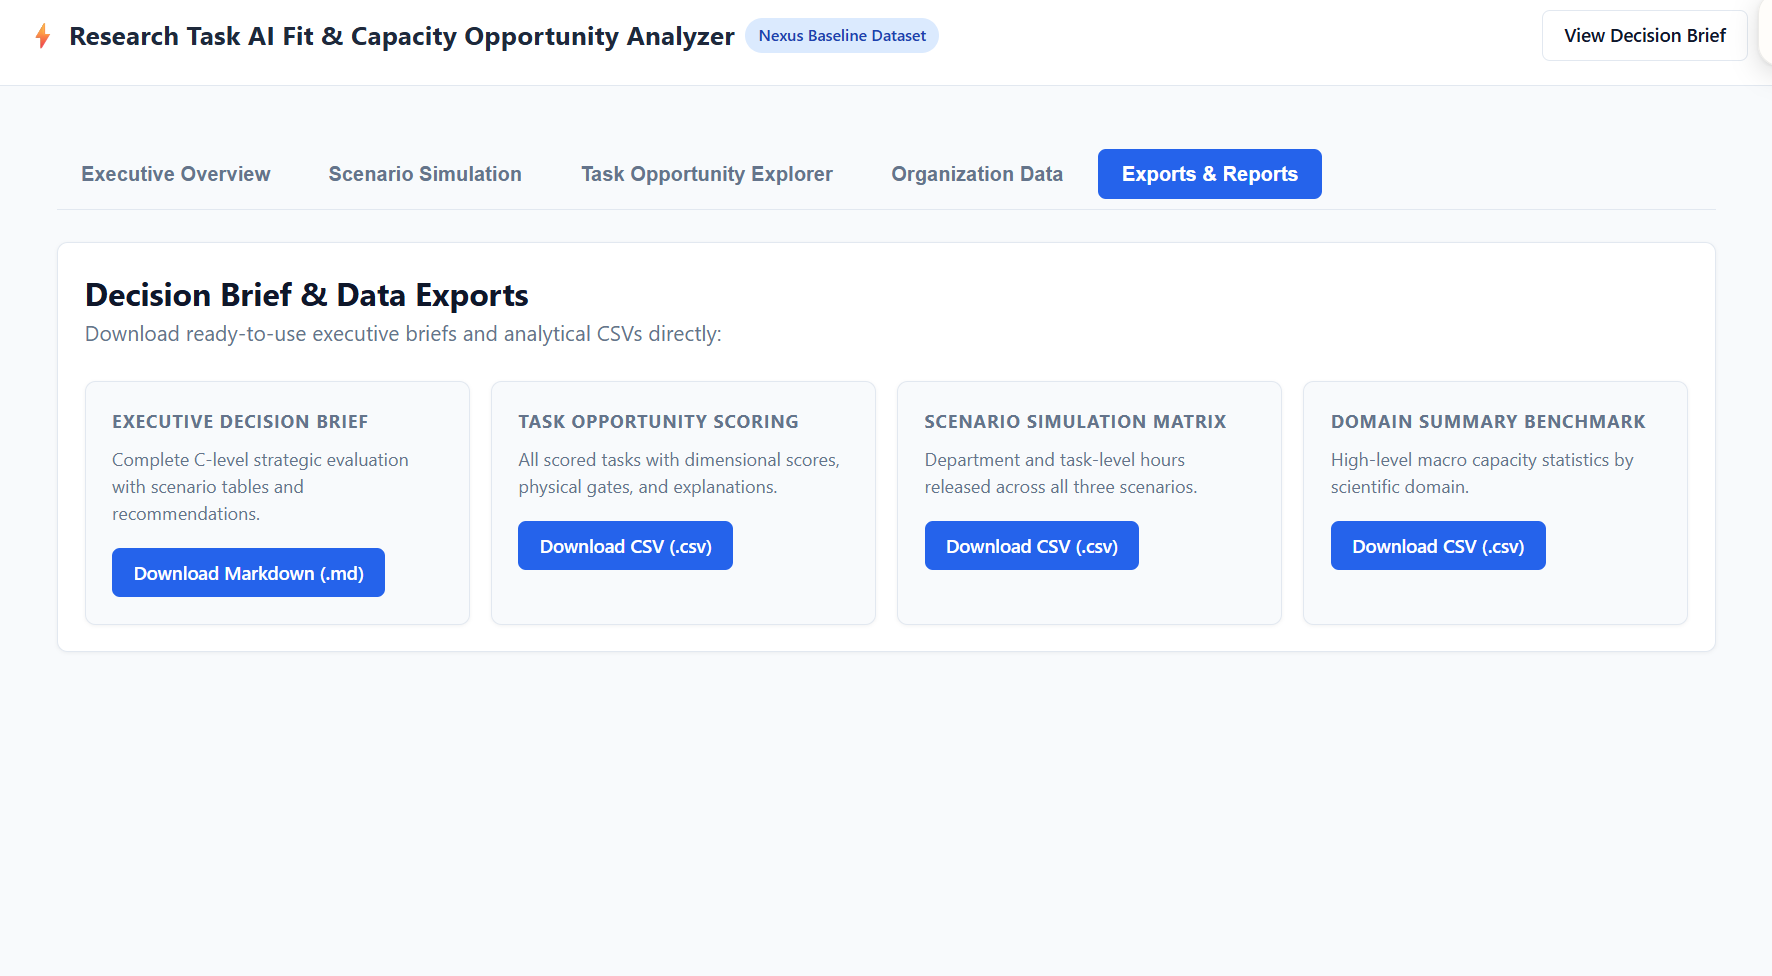 Research Task AI Fit & Capacity Opportunity Analyzer
Nexus Baseline Dataset
View Decision Brief
Executive Overview
Scenario Simulation
Task Opportunity Explorer
Organization Data
Exports & Reports
Decision Brief & Data Exports
Download ready-to-use executive briefs and analytical CSVs directly:
EXECUTIVE DECISION BRIEF
Complete C-level strategic evaluation
with scenario tables and
recommendations.
Download Markdown (.md)
TASK OPPORTUNITY SCORING
All scored tasks with dimensional scores,
physical gates, and explanations.
Download CSV (.csv)
SCENARIO SIMULATION MATRIX
Department and task-level hours
released across all three scenarios.
Download CSV (.csv)
DOMAIN SUMMARY BENCHMARK
High-level macro capacity statistics by
scientific domain.
Download CSV (.csv)